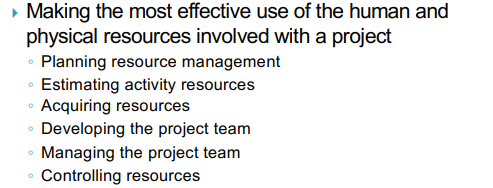 Making the most effective use of the human and
physical resources involved with a project
Planning resource management
Estimating activity resources
Acquiring resources
Developing the project team
Managing the project team
Controlling resources